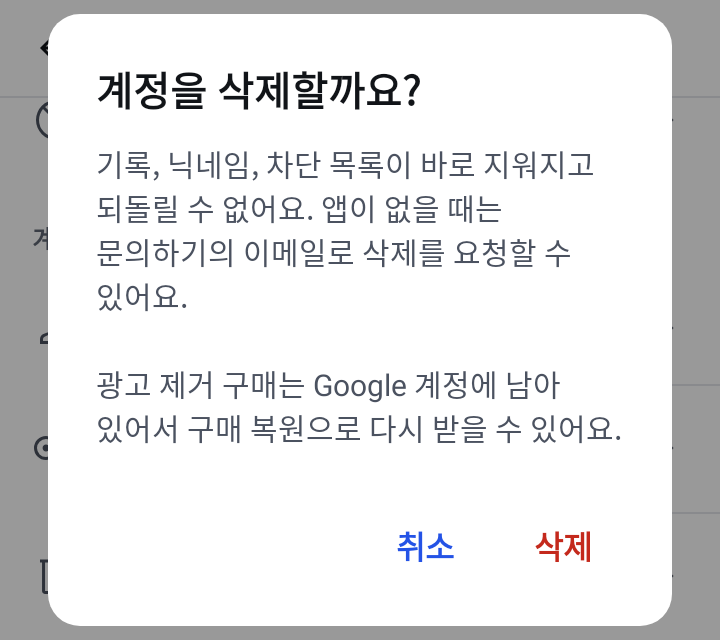 계정을 삭제할까요?
기록, 닉네임, 차단 목록이 바로 지워지고
되돌릴 수 없어요. 앱이 없을 때는
문의하기의 이메일로 삭제를 요청할 수
있어요.
광고 제거 구매는 Google 계정에 남아
있어서 구매 복원으로 다시 받을 수 있어요.
취소
삭제